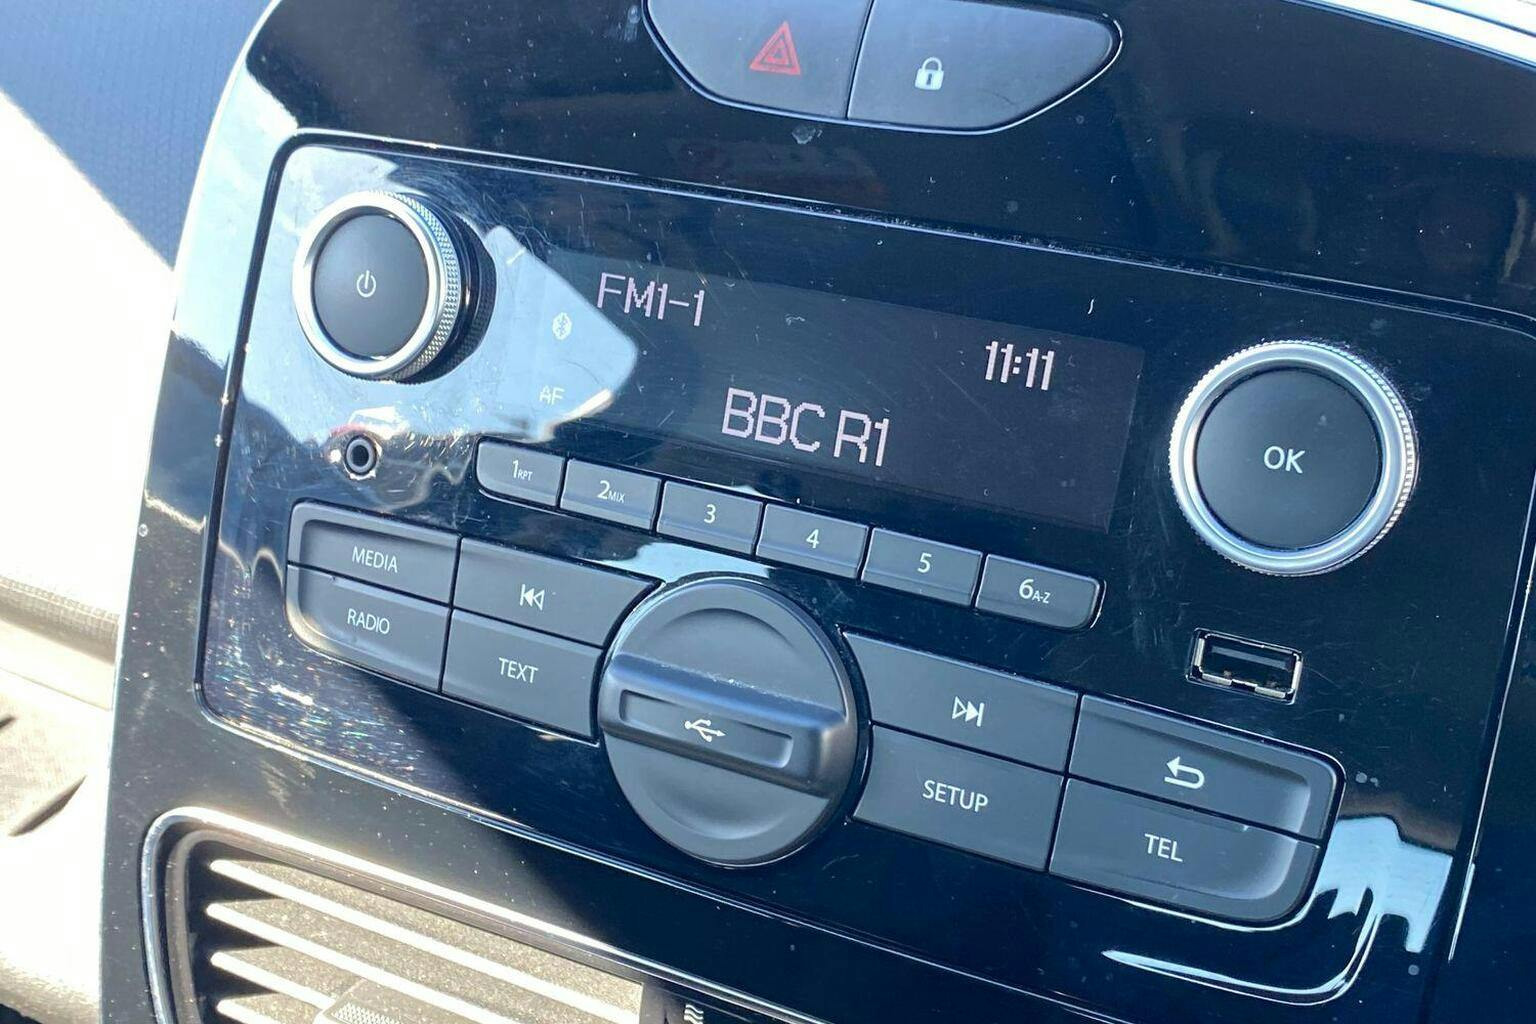 FM1-1
11:11
AF
BBC R1
OK
1RPT
2MIX
3
4
5
6A-Z
MEDIA
RADIO
TEXT
SETUP
TEL